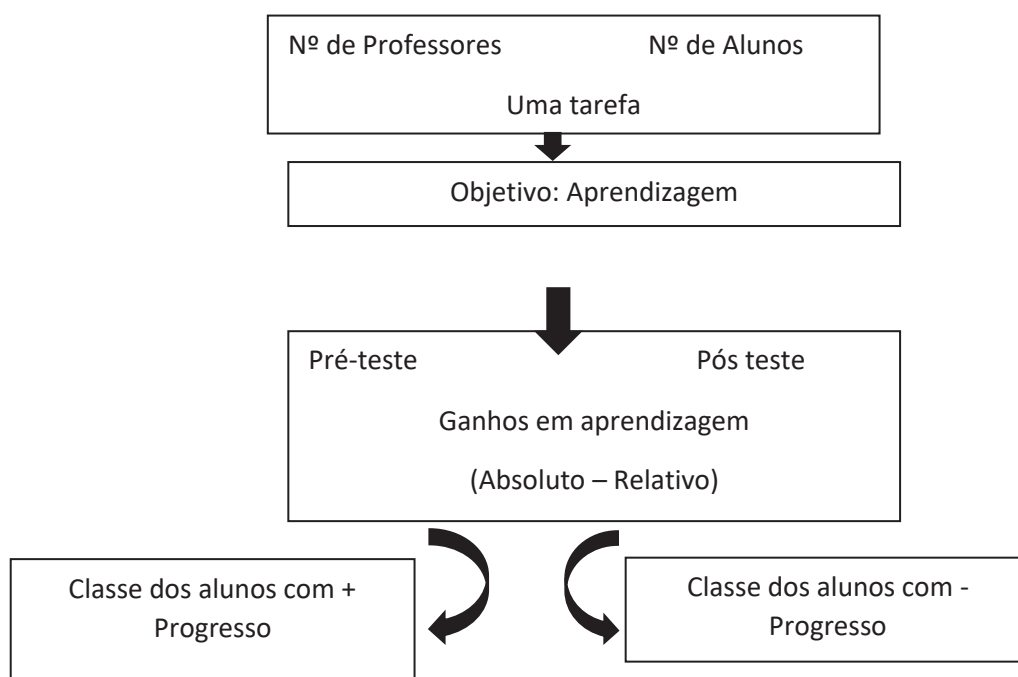 Nº de Professores Nº de Alunos
Uma tarefa
Objetivo: Aprendizagem
Pré-teste Pós teste
Ganhos em aprendizagem
(Absoluto – Relativo)
Classe dos alunos com +
Progresso
Classe dos alunos com -
Progresso